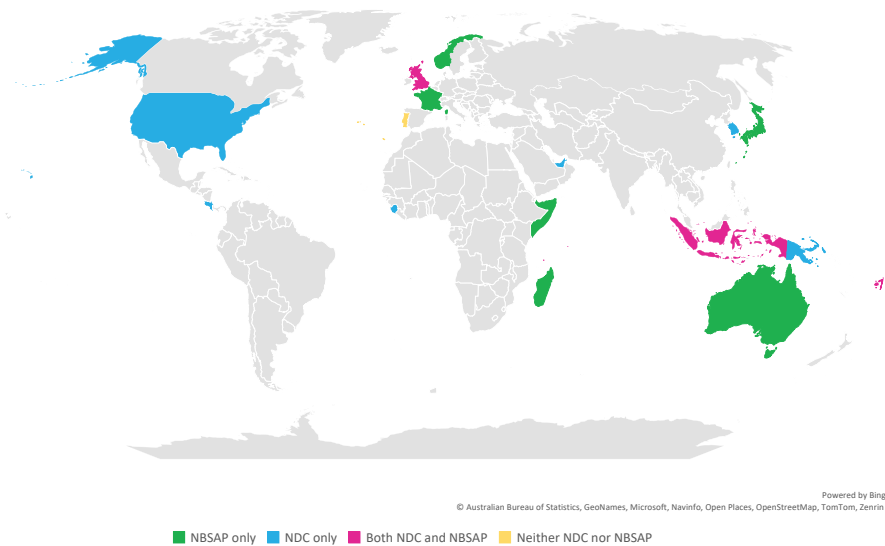 Powered by Bing
© Australian Bureau of Statistics, GeoNames, Microsoft, Navinfo, Open Places, OpenStreetMap, TomTom, Zenrin
NBSAP only NDC only Both NDC and NBSAP Neither NDC nor NBSAP